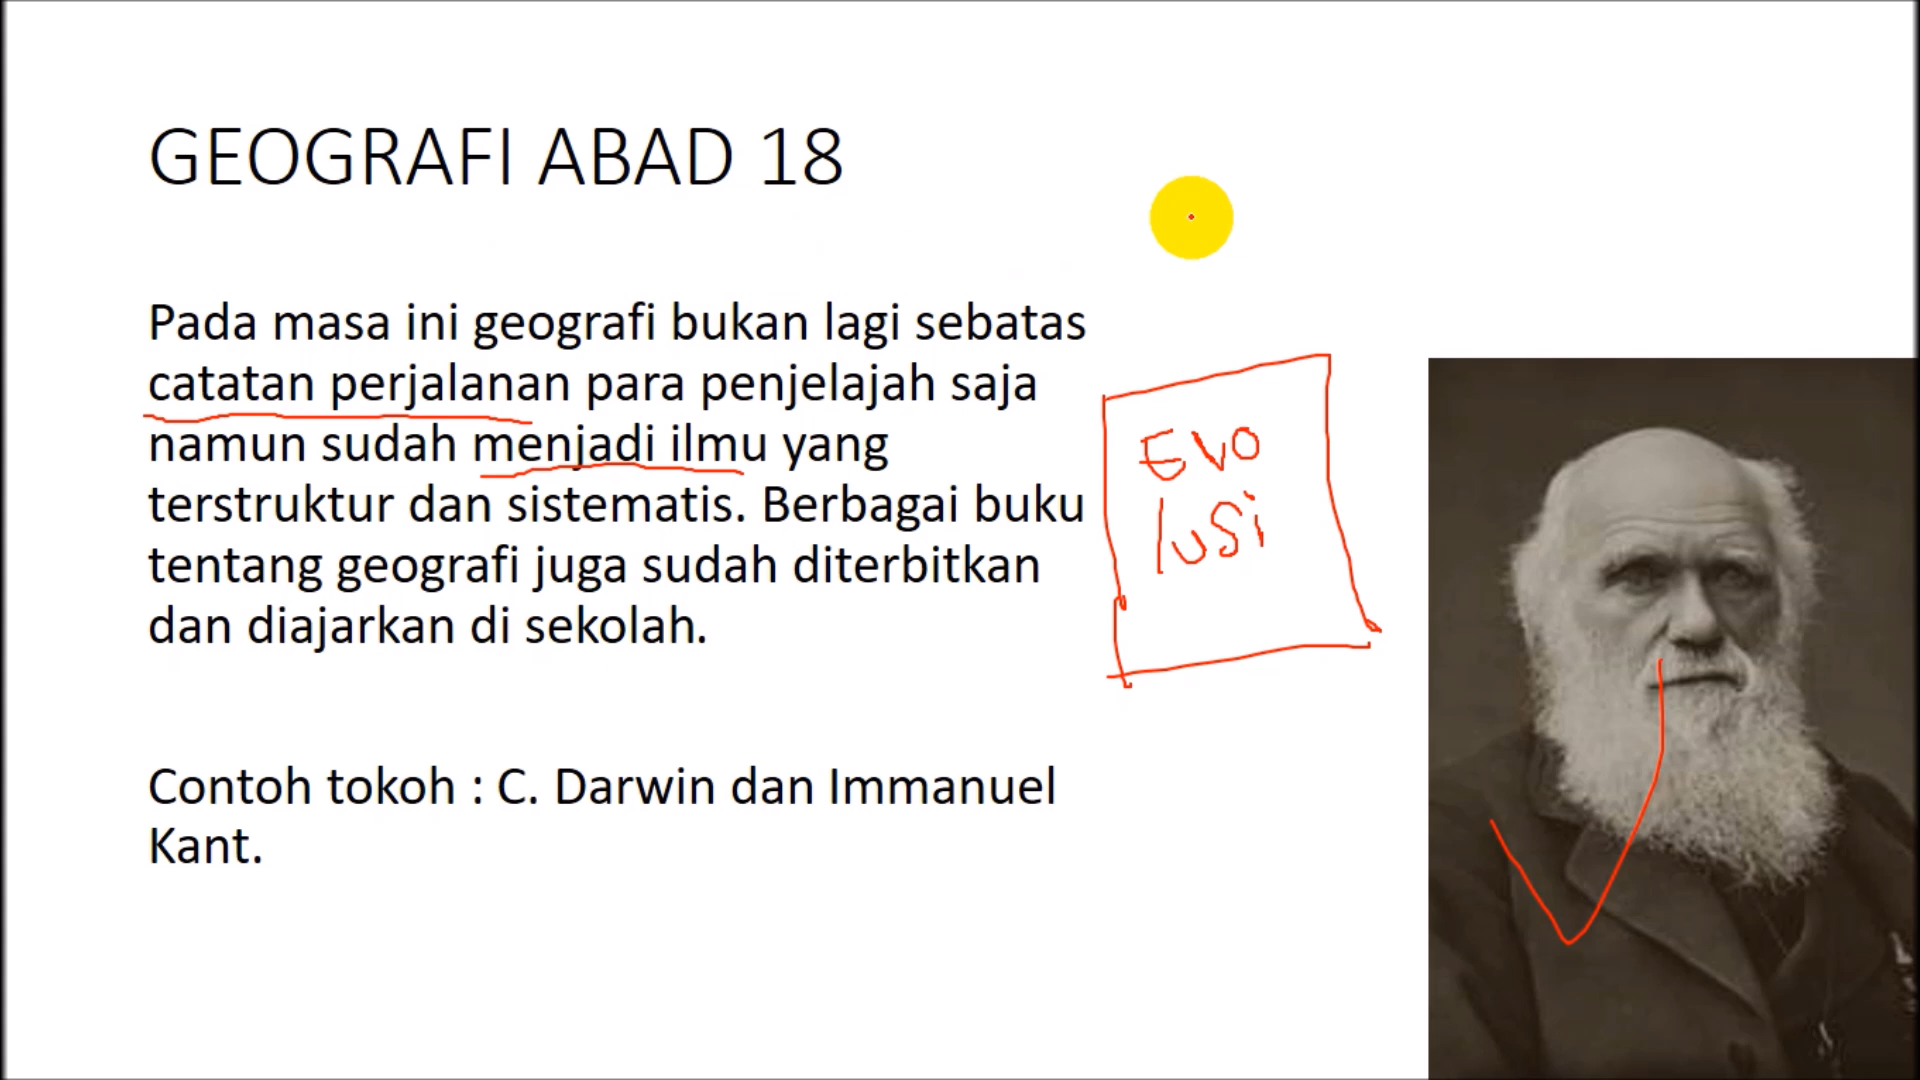 GEOGRAFI ABAD 18
Pada masa ini geografi bukan lagi sebatas
catatan perjalanan para penjelajah saja
namun sudah menjadi ilmu yang
terstruktur dan sistematis. Berbagai buku
tentang geografi juga sudah diterbitkan
dan diajarkan di sekolah.
Contoh tokoh : C. Darwin dan Immanuel
Kant.
Evo
lusi